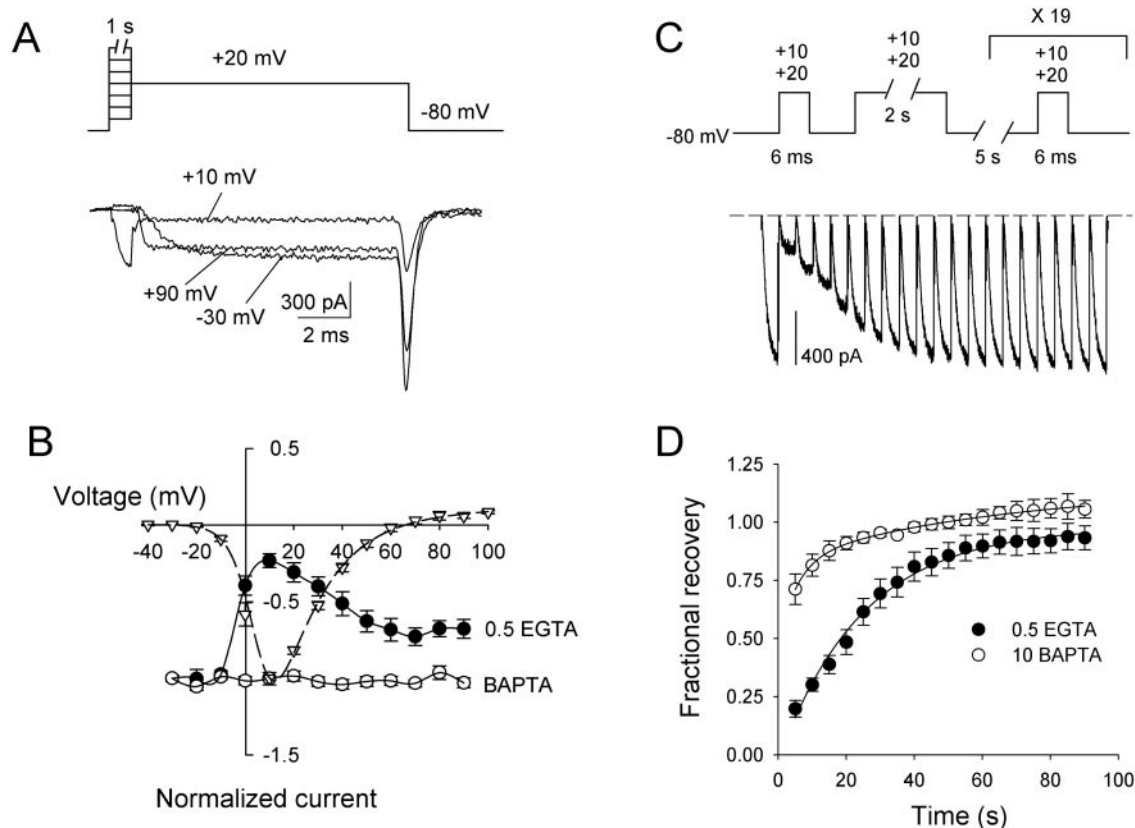 A
1 s
+20 mV
-80 mV
+10 mV
+90 mV
-30 mV
300 pA
2 ms
B
0.5
Voltage (mV)
-40 -20 20 40 60 80 100
-0.5
0.5 EGTA
BAPTA
-1.5
Normalized current
C
X 19
+10
+20
+10
+20
+10
+20
-80 mV
2 s
6 ms
5 s
6 ms
400 pA
D
Fractional recovery
1.25
1.00
0.75
0.50
0.25
0.00
0.5 EGTA
10 BAPTA
0 20 40 60 80 100
Time (s)